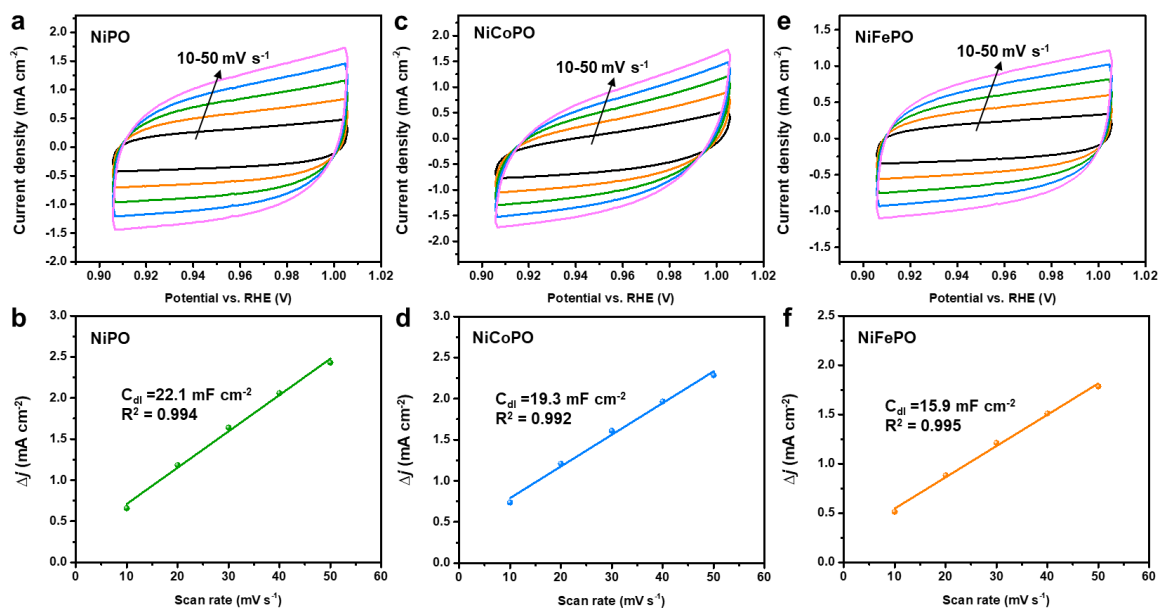 a
NiPO
10-50 mV s⁻¹
Current density (mA cm⁻²)
2.0
1.5
1.0
0.5
0.0
-0.5
-1.0
-1.5
-2.0
0.90 0.92 0.94 0.96 0.98 1.00 1.02
Potential vs. RHE (V)
c
NiCoPO
10-50 mV s⁻¹
Current density (mA cm⁻²)
2.0
1.5
1.0
0.5
0.0
-0.5
-1.0
-1.5
-2.0
0.90 0.92 0.94 0.96 0.98 1.00 1.02
Potential vs. RHE (V)
e
NiFePO
10-50 mV s⁻¹
Current density (mA cm⁻²)
1.5
1.0
0.5
0.0
-0.5
-1.0
-1.5
0.90 0.92 0.94 0.96 0.98 1.00 1.02
Potential vs. RHE (V)
b
NiPO
C_dl =22.1 mF cm⁻²
R² = 0.994
Δj (mA cm⁻²)
3.0
2.5
2.0
1.5
1.0
0.5
0.0
0 10 20 30 40 50 60
Scan rate (mV s⁻¹)
d
NiCoPO
C_dl =19.3 mF cm⁻²
R² = 0.992
Δj (mA cm⁻²)
3.0
2.5
2.0
1.5
1.0
0.5
0.0
0 10 20 30 40 50 60
Scan rate (mV s⁻¹)
f
NiFePO
C_dl =15.9 mF cm⁻²
R² = 0.995
Δj (mA cm⁻²)
2.5
2.0
1.5
1.0
0.5
0.0
0 10 20 30 40 50 60
Scan rate (mV s⁻¹)